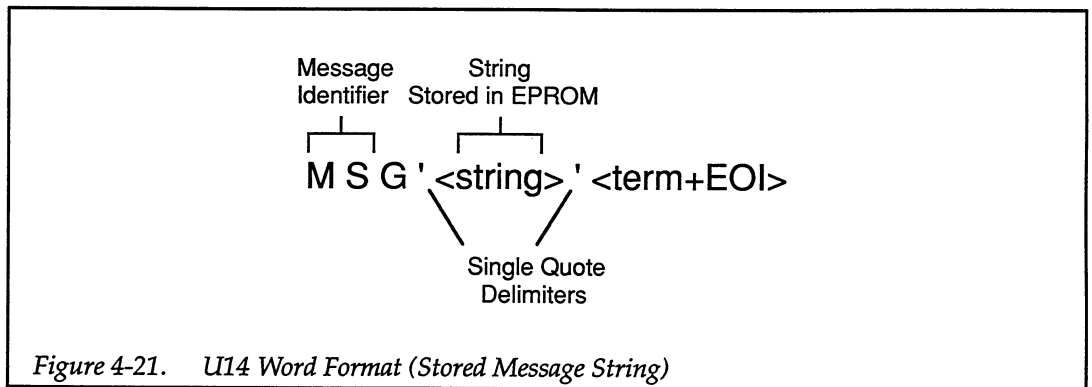 Message
Identifier
String
Stored in EPROM
M S G ' <string> ' <term+EOI>
Single Quote
Delimiters
Figure 4-21. U14 Word Format (Stored Message String)